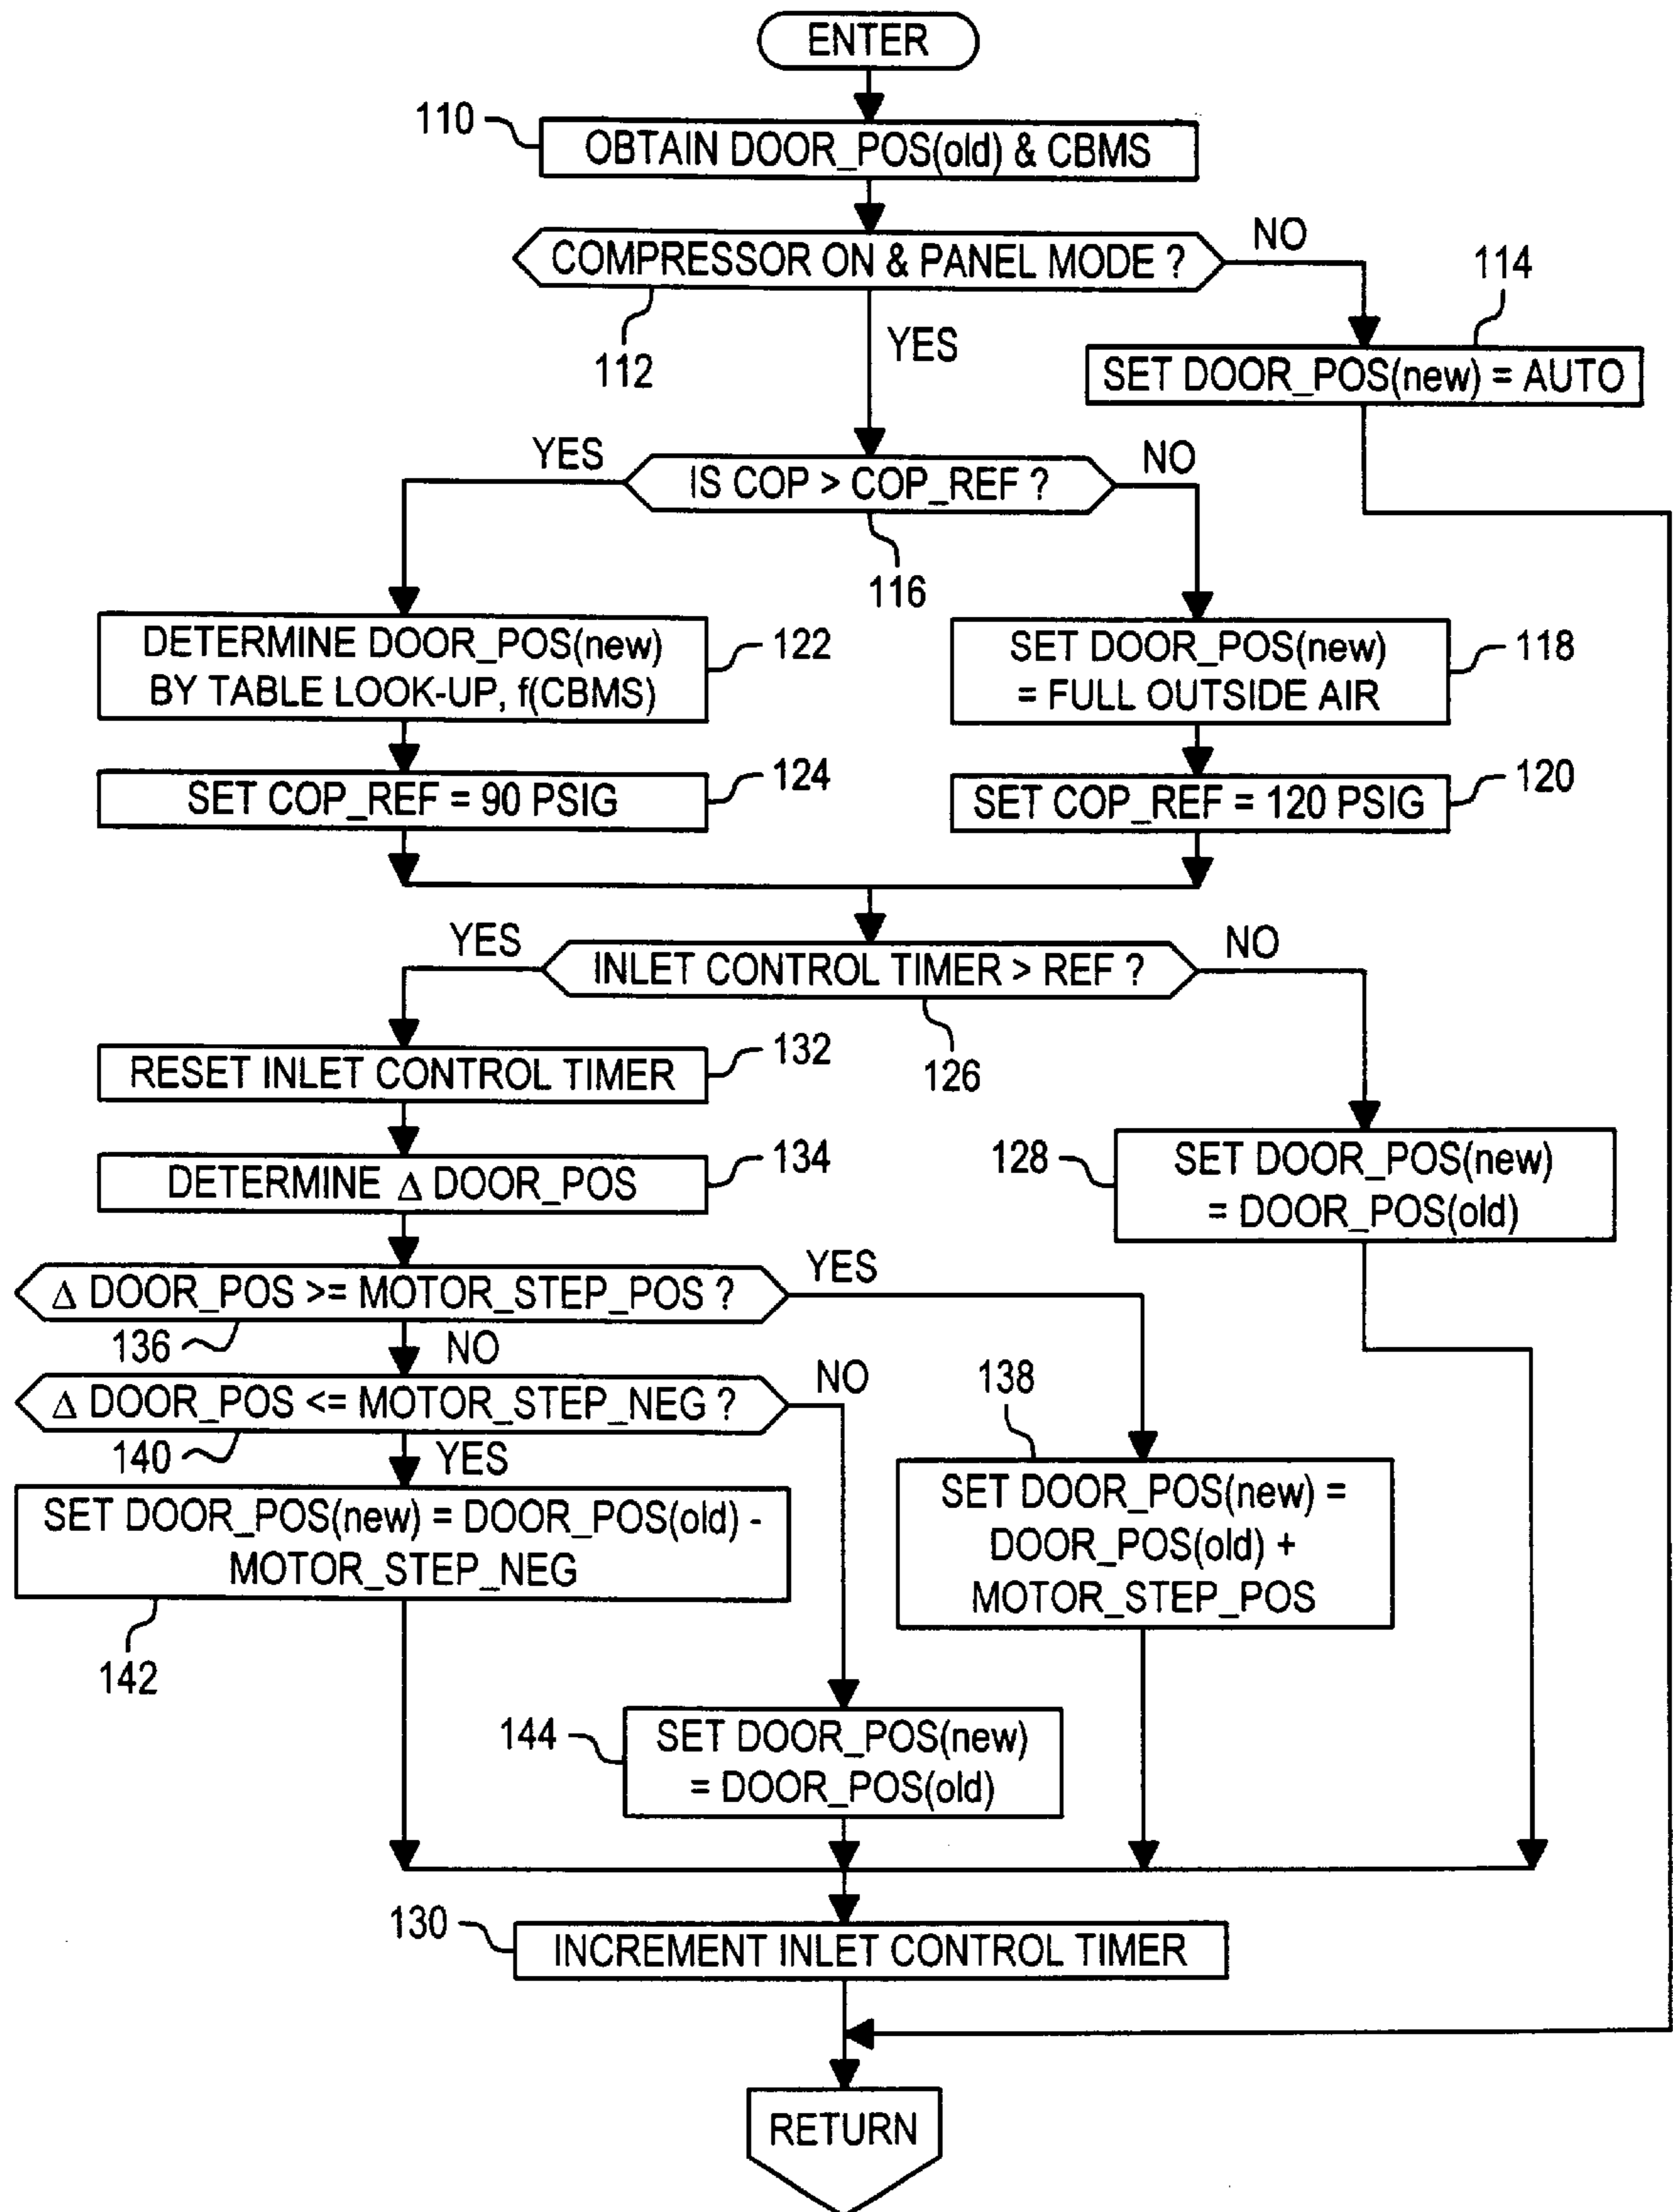 ENTER
110
OBTAIN DOOR_POS(old) & CBMS
COMPRESSOR ON & PANEL MODE ?
NO
112
YES
114
SET DOOR_POS(new) = AUTO
YES
IS COP > COP_REF ?
NO
116
DETERMINE DOOR_POS(new)
BY TABLE LOOK-UP, f(CBMS)
122
SET DOOR_POS(new)
= FULL OUTSIDE AIR
118
SET COP_REF = 90 PSIG
124
SET COP_REF = 120 PSIG
120
YES
INLET CONTROL TIMER > REF ?
NO
126
RESET INLET CONTROL TIMER
132
DETERMINE Δ DOOR_POS
134
128
SET DOOR_POS(new)
= DOOR_POS(old)
Δ DOOR_POS >= MOTOR_STEP_POS ?
YES
136
NO
Δ DOOR_POS <= MOTOR_STEP_NEG ?
NO
140
YES
138
SET DOOR_POS(new) =
DOOR_POS(old) +
MOTOR_STEP_POS
SET DOOR_POS(new) = DOOR_POS(old) -
MOTOR_STEP_NEG
142
144
SET DOOR_POS(new)
= DOOR_POS(old)
130
INCREMENT INLET CONTROL TIMER
RETURN